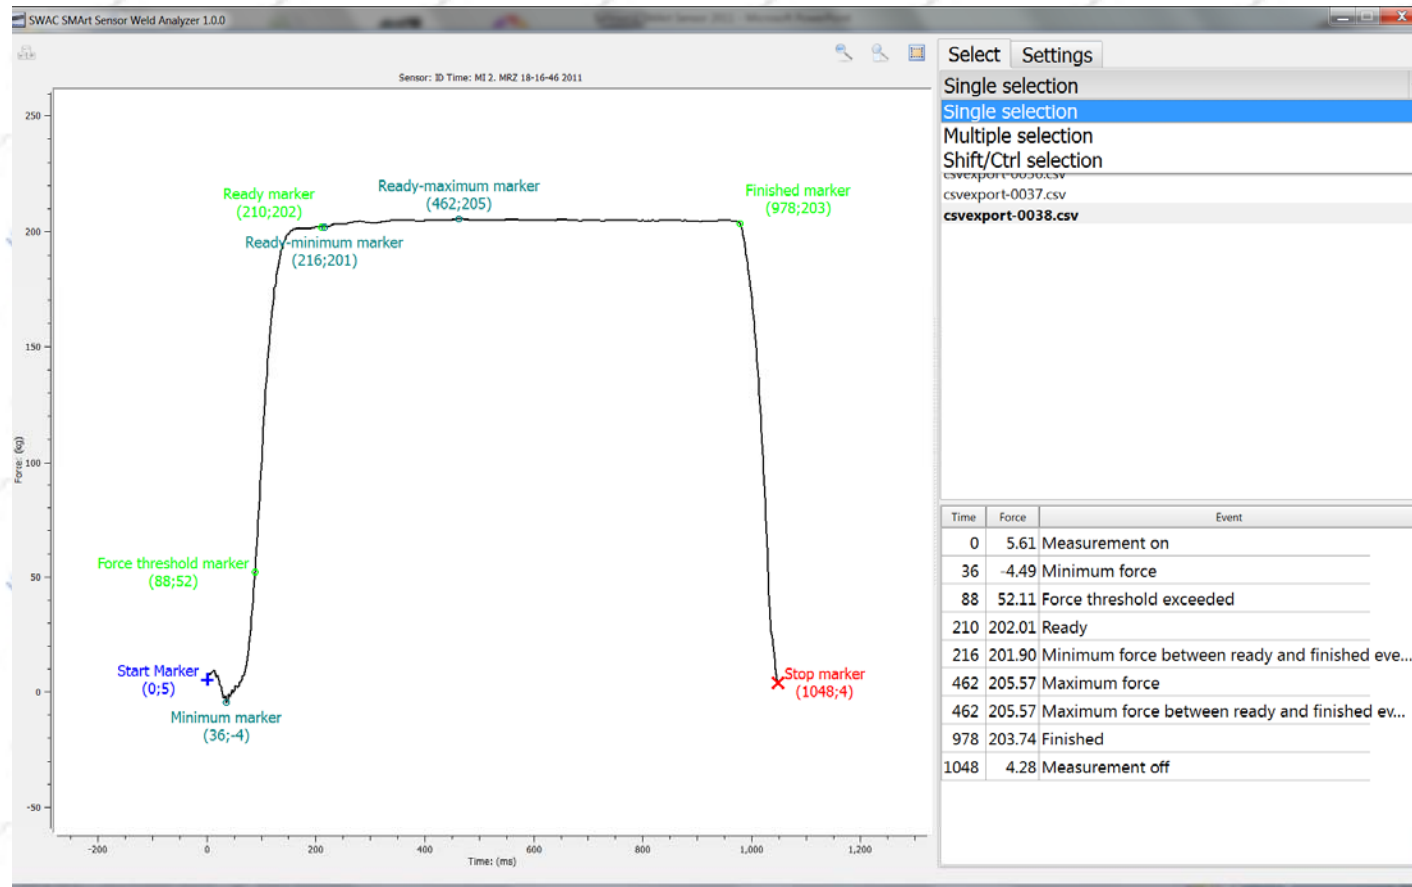 SWAC SMArt Sensor Weld Analyzer 1.0.0
Sensor: ID Time: MI 2. MRZ 18-16-46 2011
Select Settings
Single selection
Single selection
Multiple selection
Shift/Ctrl selection
csvexport-0037.csv
csvexport-0038.csv
250
200
150
100
50
0
-50
Force: (kg)
Ready marker
(210;202)
Ready-maximum marker
(462;205)
Finished marker
(978;203)
Ready-minimum marker
(216;201)
Force threshold marker
(88;52)
Start Marker
(0;5)
Minimum marker
(36;-4)
Stop marker
(1048;4)
-200 0 200 400 600 800 1,000 1,200
Time: (ms)
Time Force Event
0 5.61 Measurement on
36 -4.49 Minimum force
88 52.11 Force threshold exceeded
210 202.01 Ready
216 201.90 Minimum force between ready and finished eve...
462 205.57 Maximum force
462 205.57 Maximum force between ready and finished ev...
978 203.74 Finished
1048 4.28 Measurement off